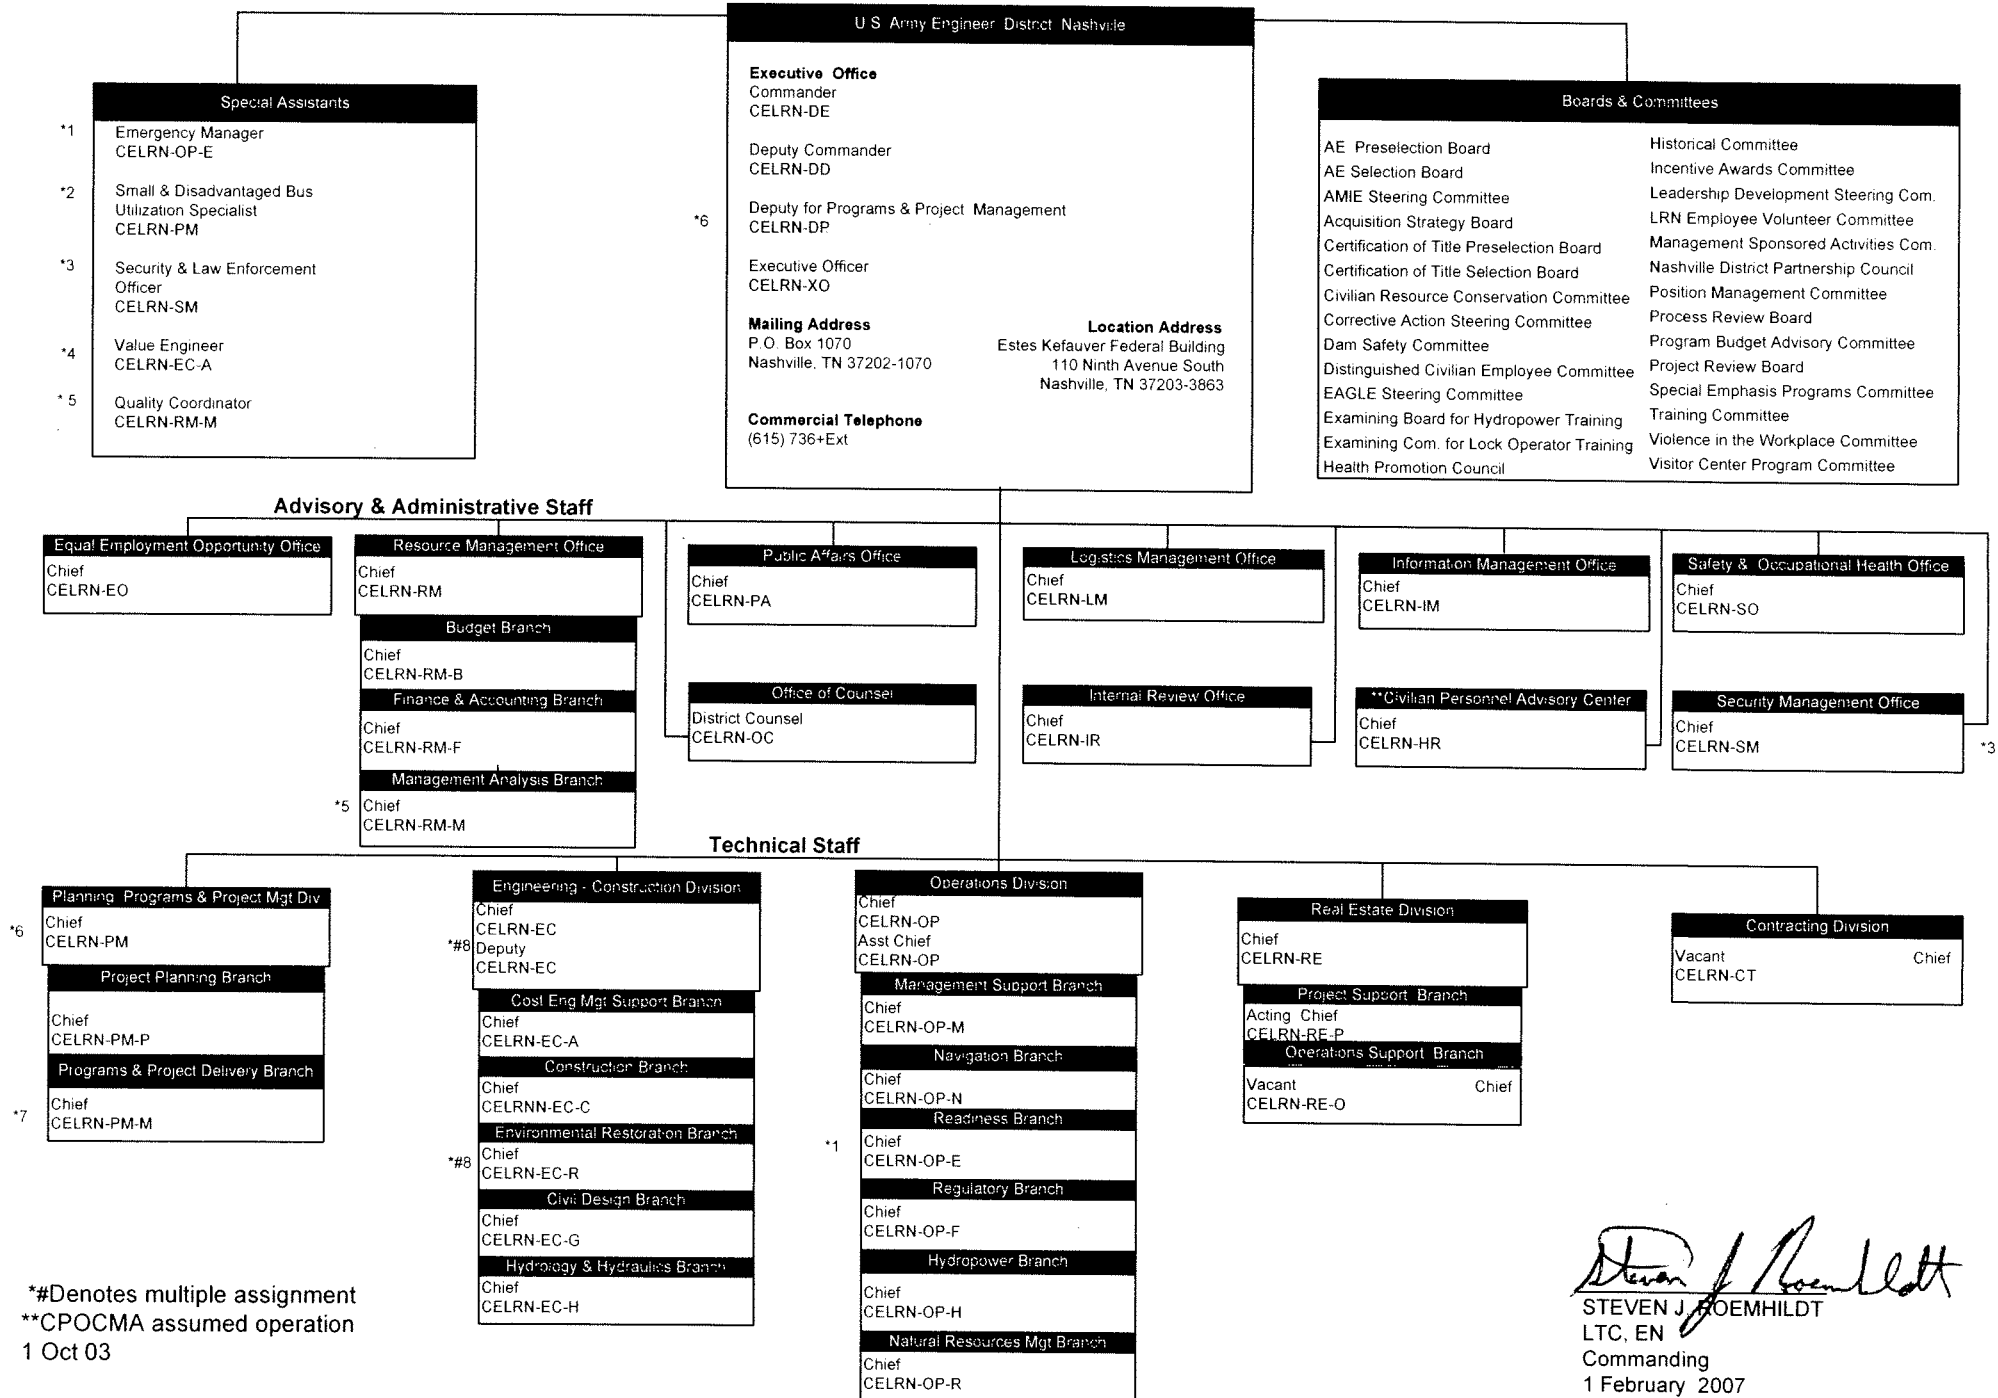 U S Army Engineer District Nashville
Executive Office
Commander
CELRN-DE
Deputy Commander
CELRN-DD
*6
Deputy for Programs & Project Management
CELRN-DP
Executive Officer
CELRN-XO
Mailing Address
P.O. Box 1070
Nashville, TN 37202-1070
Location Address
Estes Kefauver Federal Building
110 Ninth Avenue South
Nashville, TN 37203-3863
Commercial Telephone
(615) 736+Ext
Special Assistants
*1
Emergency Manager
CELRN-OP-E
*2
Small & Disadvantaged Bus
Utilization Specialist
CELRN-PM
*3
Security & Law Enforcement
Officer
CELRN-SM
*4
Value Engineer
CELRN-EC-A
* 5
Quality Coordinator
CELRN-RM-M
Boards & Committees
AE Preselection Board
AE Selection Board
AMIE Steering Committee
Acquisition Strategy Board
Certification of Title Preselection Board
Certification of Title Selection Board
Civilian Resource Conservation Committee
Corrective Action Steering Committee
Dam Safety Committee
Distinguished Civilian Employee Committee
EAGLE Steering Committee
Examining Board for Hydropower Training
Examining Com. for Lock Operator Training
Health Promotion Council
Historical Committee
Incentive Awards Committee
Leadership Development Steering Com.
LRN Employee Volunteer Committee
Management Sponsored Activities Com.
Nashville District Partnership Council
Position Management Committee
Process Review Board
Program Budget Advisory Committee
Project Review Board
Special Emphasis Programs Committee
Training Committee
Violence in the Workplace Committee
Visitor Center Program Committee
Advisory & Administrative Staff
Equal Employment Opportunity Office
Chief
CELRN-EO
Resource Management Office
Chief
CELRN-RM
Budget Branch
Chief
CELRN-RM-B
Finance & Accounting Branch
Chief
CELRN-RM-F
Management Analysis Branch
*5
Chief
CELRN-RM-M
Public Affairs Office
Chief
CELRN-PA
Office of Counsel
District Counsel
CELRN-OC
Logistics Management Office
Chief
CELRN-LM
Internal Review Office
Chief
CELRN-IR
Information Management Office
Chief
CELRN-IM
**Civilian Personnel Advisory Center
Chief
CELRN-HR
Safety & Occupational Health Office
Chief
CELRN-SO
Security Management Office
Chief
CELRN-SM
*3
Technical Staff
Planning Programs & Project Mgt Div
*6
Chief
CELRN-PM
Project Planning Branch
Chief
CELRN-PM-P
Programs & Project Delivery Branch
*7
Chief
CELRN-PM-M
Engineering - Construction Division
Chief
CELRN-EC
*#8
Deputy
CELRN-EC
Cost Eng Mgt Support Branch
Chief
CELRN-EC-A
Construction Branch
Chief
CELRNN-EC-C
Environmental Restoration Branch
*#8
Chief
CELRN-EC-R
Civil Design Branch
Chief
CELRN-EC-G
Hydrology & Hydraulics Branch
Chief
CELRN-EC-H
Operations Division
Chief
CELRN-OP
Asst Chief
CELRN-OP
Management Support Branch
Chief
CELRN-OP-M
Navigation Branch
Chief
CELRN-OP-N
Readiness Branch
*1
Chief
CELRN-OP-E
Regulatory Branch
Chief
CELRN-OP-F
Hydropower Branch
Chief
CELRN-OP-H
Natural Resources Mgt Branch
Chief
CELRN-OP-R
Real Estate Division
Chief
CELRN-RE
Project Support Branch
Acting Chief
CELRN-RE-P
Operations Support Branch
Vacant Chief
CELRN-RE-O
Contracting Division
Vacant Chief
CELRN-CT
*#Denotes multiple assignment
**CPOCMA assumed operation
1 Oct 03
Steven J Roemhildt
STEVEN J. ROEMHILDT
LTC, EN
Commanding
1 February 2007